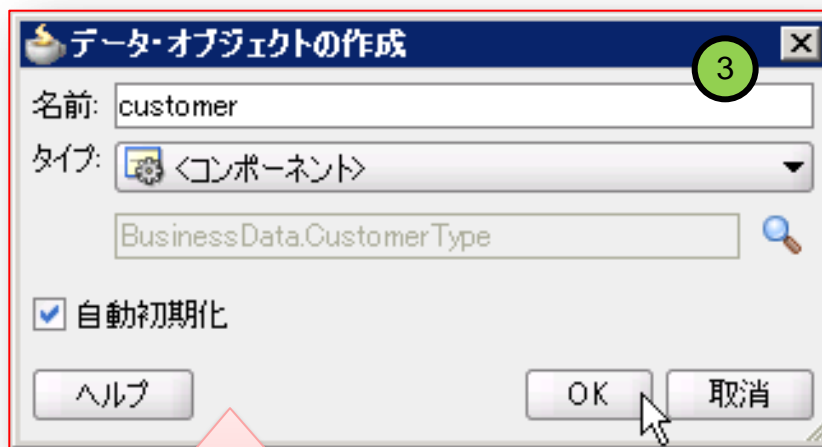 データ・オブジェクトの作成
3
名前: customer
タイプ: <コンポーネント>
BusinessData.CustomerType
自動初期化
ヘルプ OK 取消